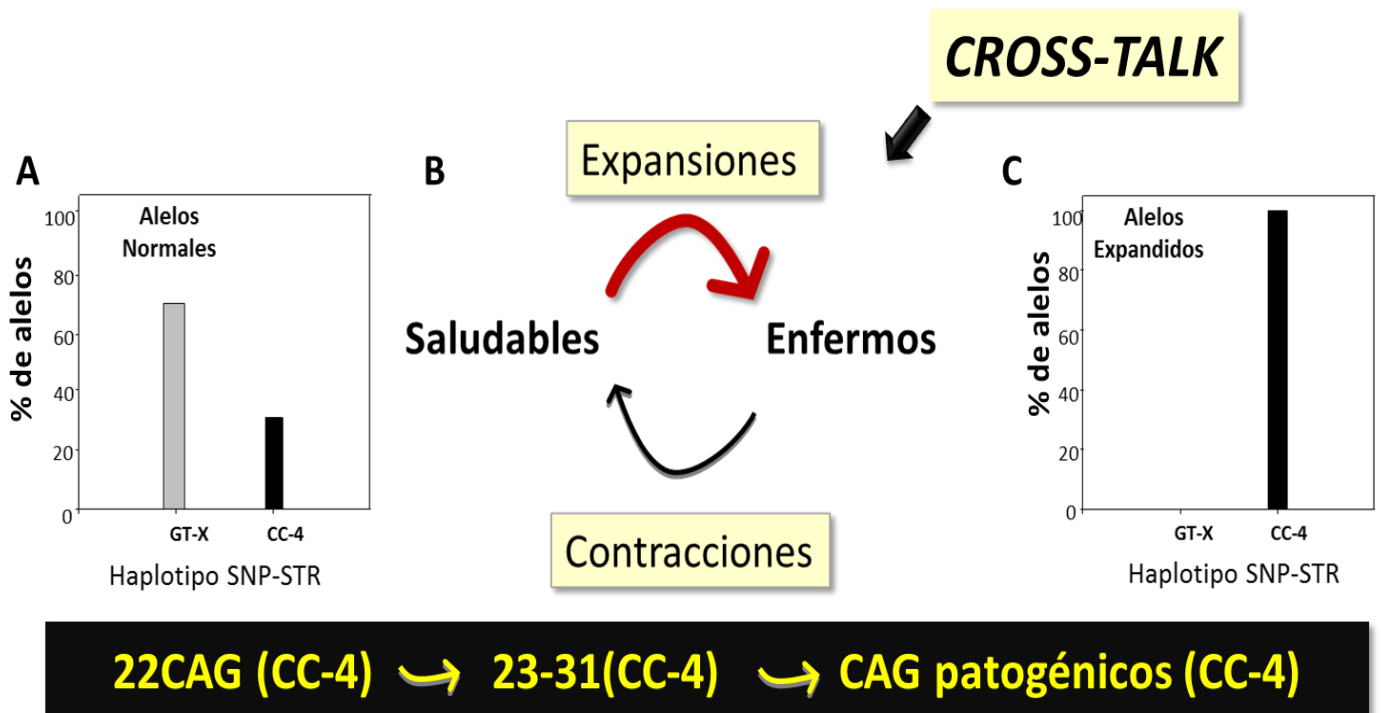 CROSS-TALK
Expansiones
A
B
C
Alelos
Normales
% de alelos
100
80
60
40
20
0
GT-X CC-4
Haplotipo SNP-STR
Saludables
Enfermos
Contracciones
Alelos
Expandidos
% de alelos
100
80
60
40
20
0
GT-X CC-4
Haplotipo SNP-STR
22CAG (CC-4) 23-31(CC-4) CAG patogénicos (CC-4)